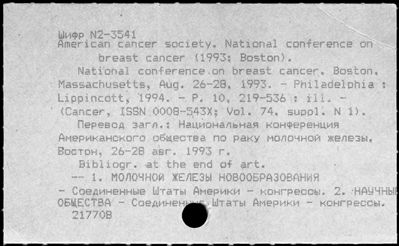 Шифр N2-3541
American cancer society. National conference on
breast cancer (1993; Boston).
National conference on breast cancer, Boston,
Massachusetts, Aug. 26-28, 1993. - Philadelphia :
Lippincott, 1994. - P. 10, 219-536 : ill. -
(Cancer, ISSN 0008-543X; Vol. 74, suppl. N 1).
Перевод загл.: Национальная конференция
Американского общества по раку молочной железы,
Востон, 26-28 авг. 1993 г.
Bibliogr. at the end of art.
-- 1. МОЛОЧНОЙ ЖЕЛЕЗЫ НОВООБРАЗОВАНИЯ
- Соединенные Штаты Америки - конгрессы. 2. НАУЧНЫЕ
ОБЩЕСТВА - Соединенные Штаты Америки - конгрессы.
21770В